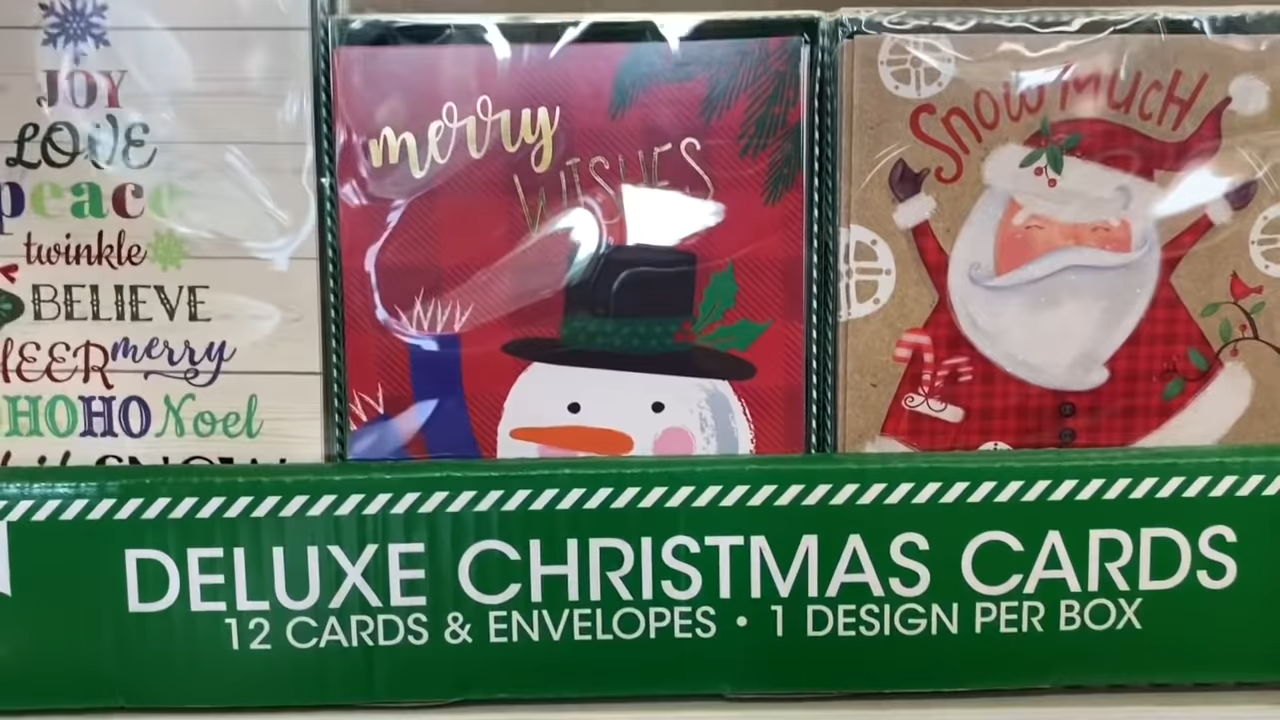 JOY
LOVE
peace
twinkle
BELIEVE
merry
HOHO Noel
SNOW
merry
WISHES
Snow Much
DELUXE CHRISTMAS CARDS
12 CARDS & ENVELOPES • 1 DESIGN PER BOX